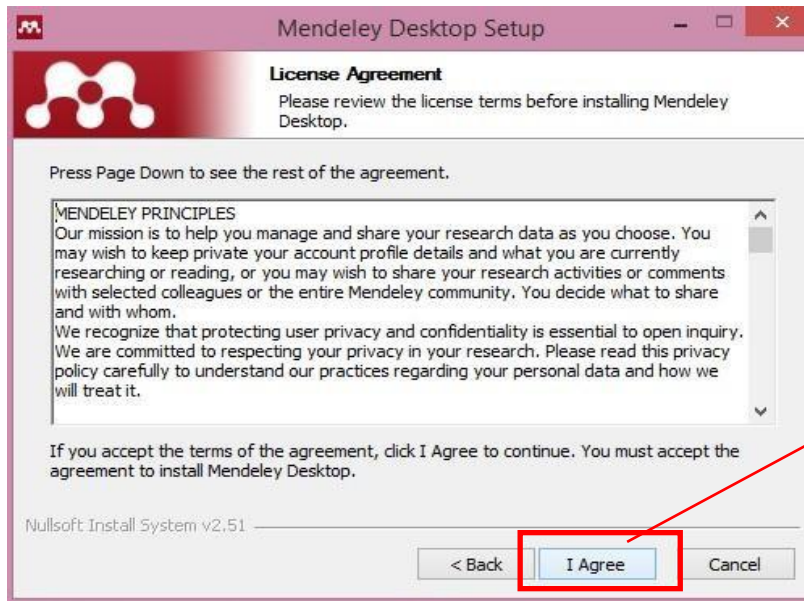 Mendeley Desktop Setup
License Agreement
Please review the license terms before installing Mendeley
Desktop.
Press Page Down to see the rest of the agreement.
MENDELEY PRINCIPLES
Our mission is to help you manage and share your research data as you choose. You
may wish to keep private your account profile details and what you are currently
researching or reading, or you may wish to share your research activities or comments
with selected colleagues or the entire Mendeley community. You decide what to share
and with whom.
We recognize that protecting user privacy and confidentiality is essential to open inquiry.
We are committed to respecting your privacy in your research. Please read this privacy
policy carefully to understand our practices regarding your personal data and how we
will treat it.
If you accept the terms of the agreement, click I Agree to continue. You must accept the
agreement to install Mendeley Desktop.
Nullsoft Install System v2.51
< Back I Agree Cancel